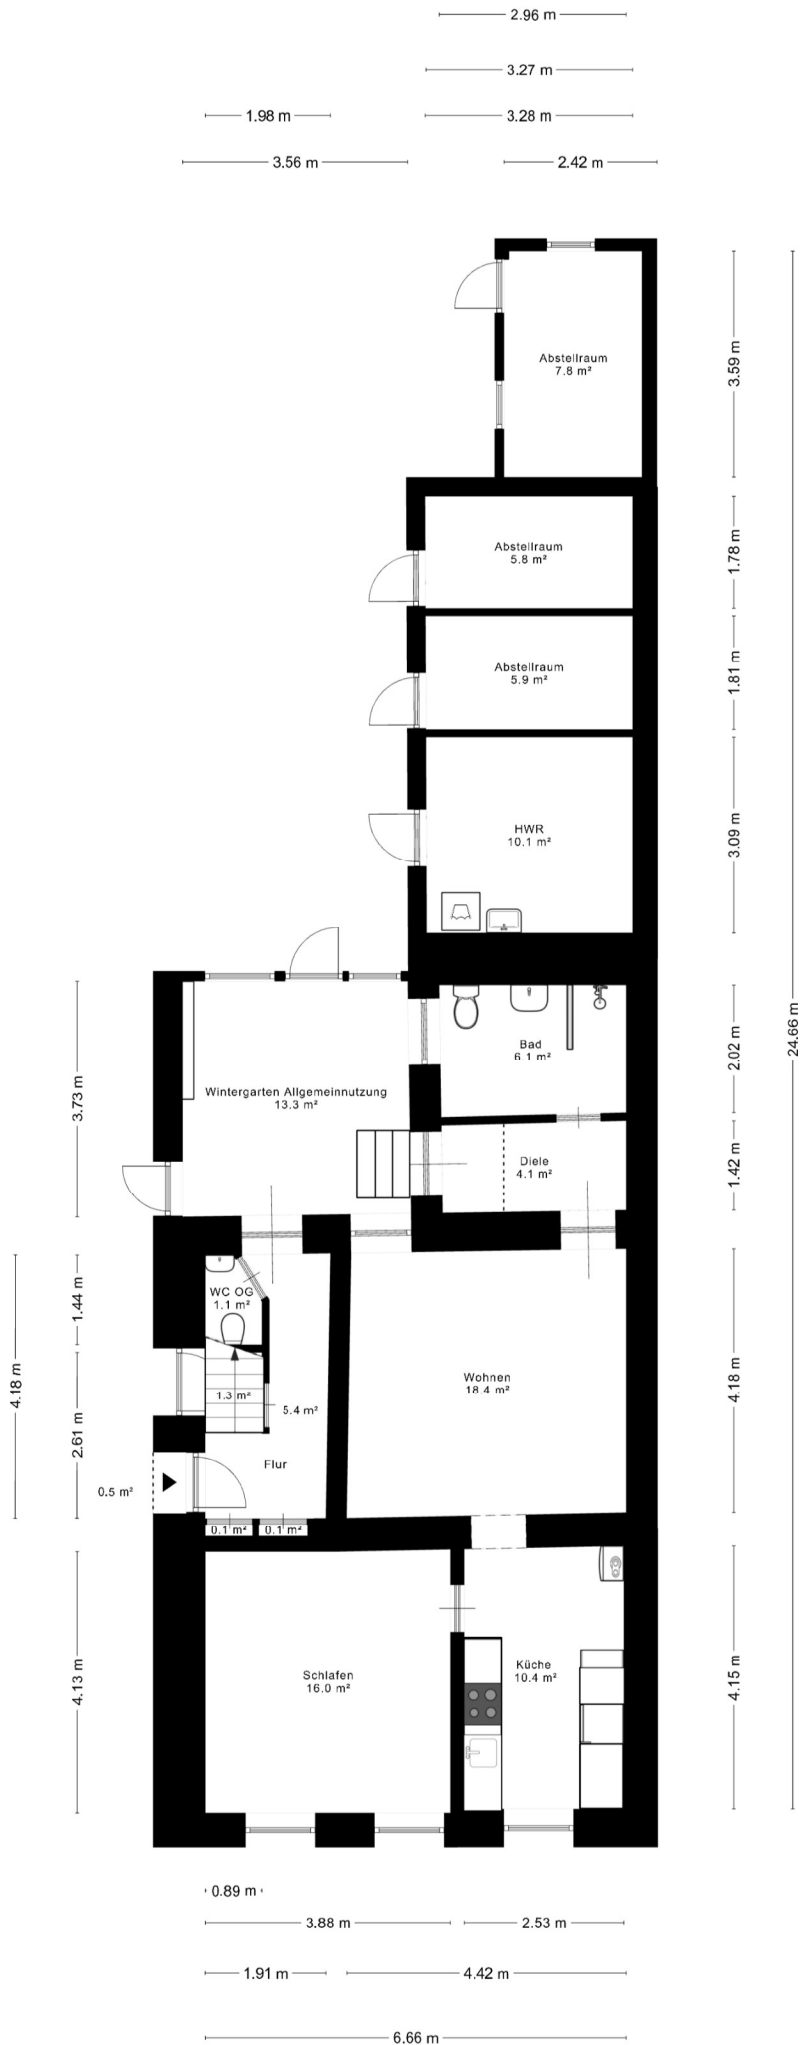 2.96 m
3.27 m
1.98 m
3.28 m
3.56 m
2.42 m
Abstellraum
7.8 m²
3.59 m
Abstellraum
5.8 m²
1.78 m
Abstellraum
5.9 m²
1.81 m
HWR
10.1 m²
3.09 m
24.66 m
Bad
6.1 m²
2.02 m
Wintergarten Allgemeinnutzung
13.3 m²
3.73 m
Diele
4.1 m²
1.42 m
WC OG
1.1 m²
1.44 m
4.18 m
Wohnen
18.4 m²
4.18 m
1.3 m²
5.4 m²
2.61 m
Flur
0.5 m²
0.1 m²
0.1 m²
Schlafen
16.0 m²
4.13 m
Küche
10.4 m²
4.15 m
0.89 m
3.88 m
2.53 m
1.91 m
4.42 m
6.66 m